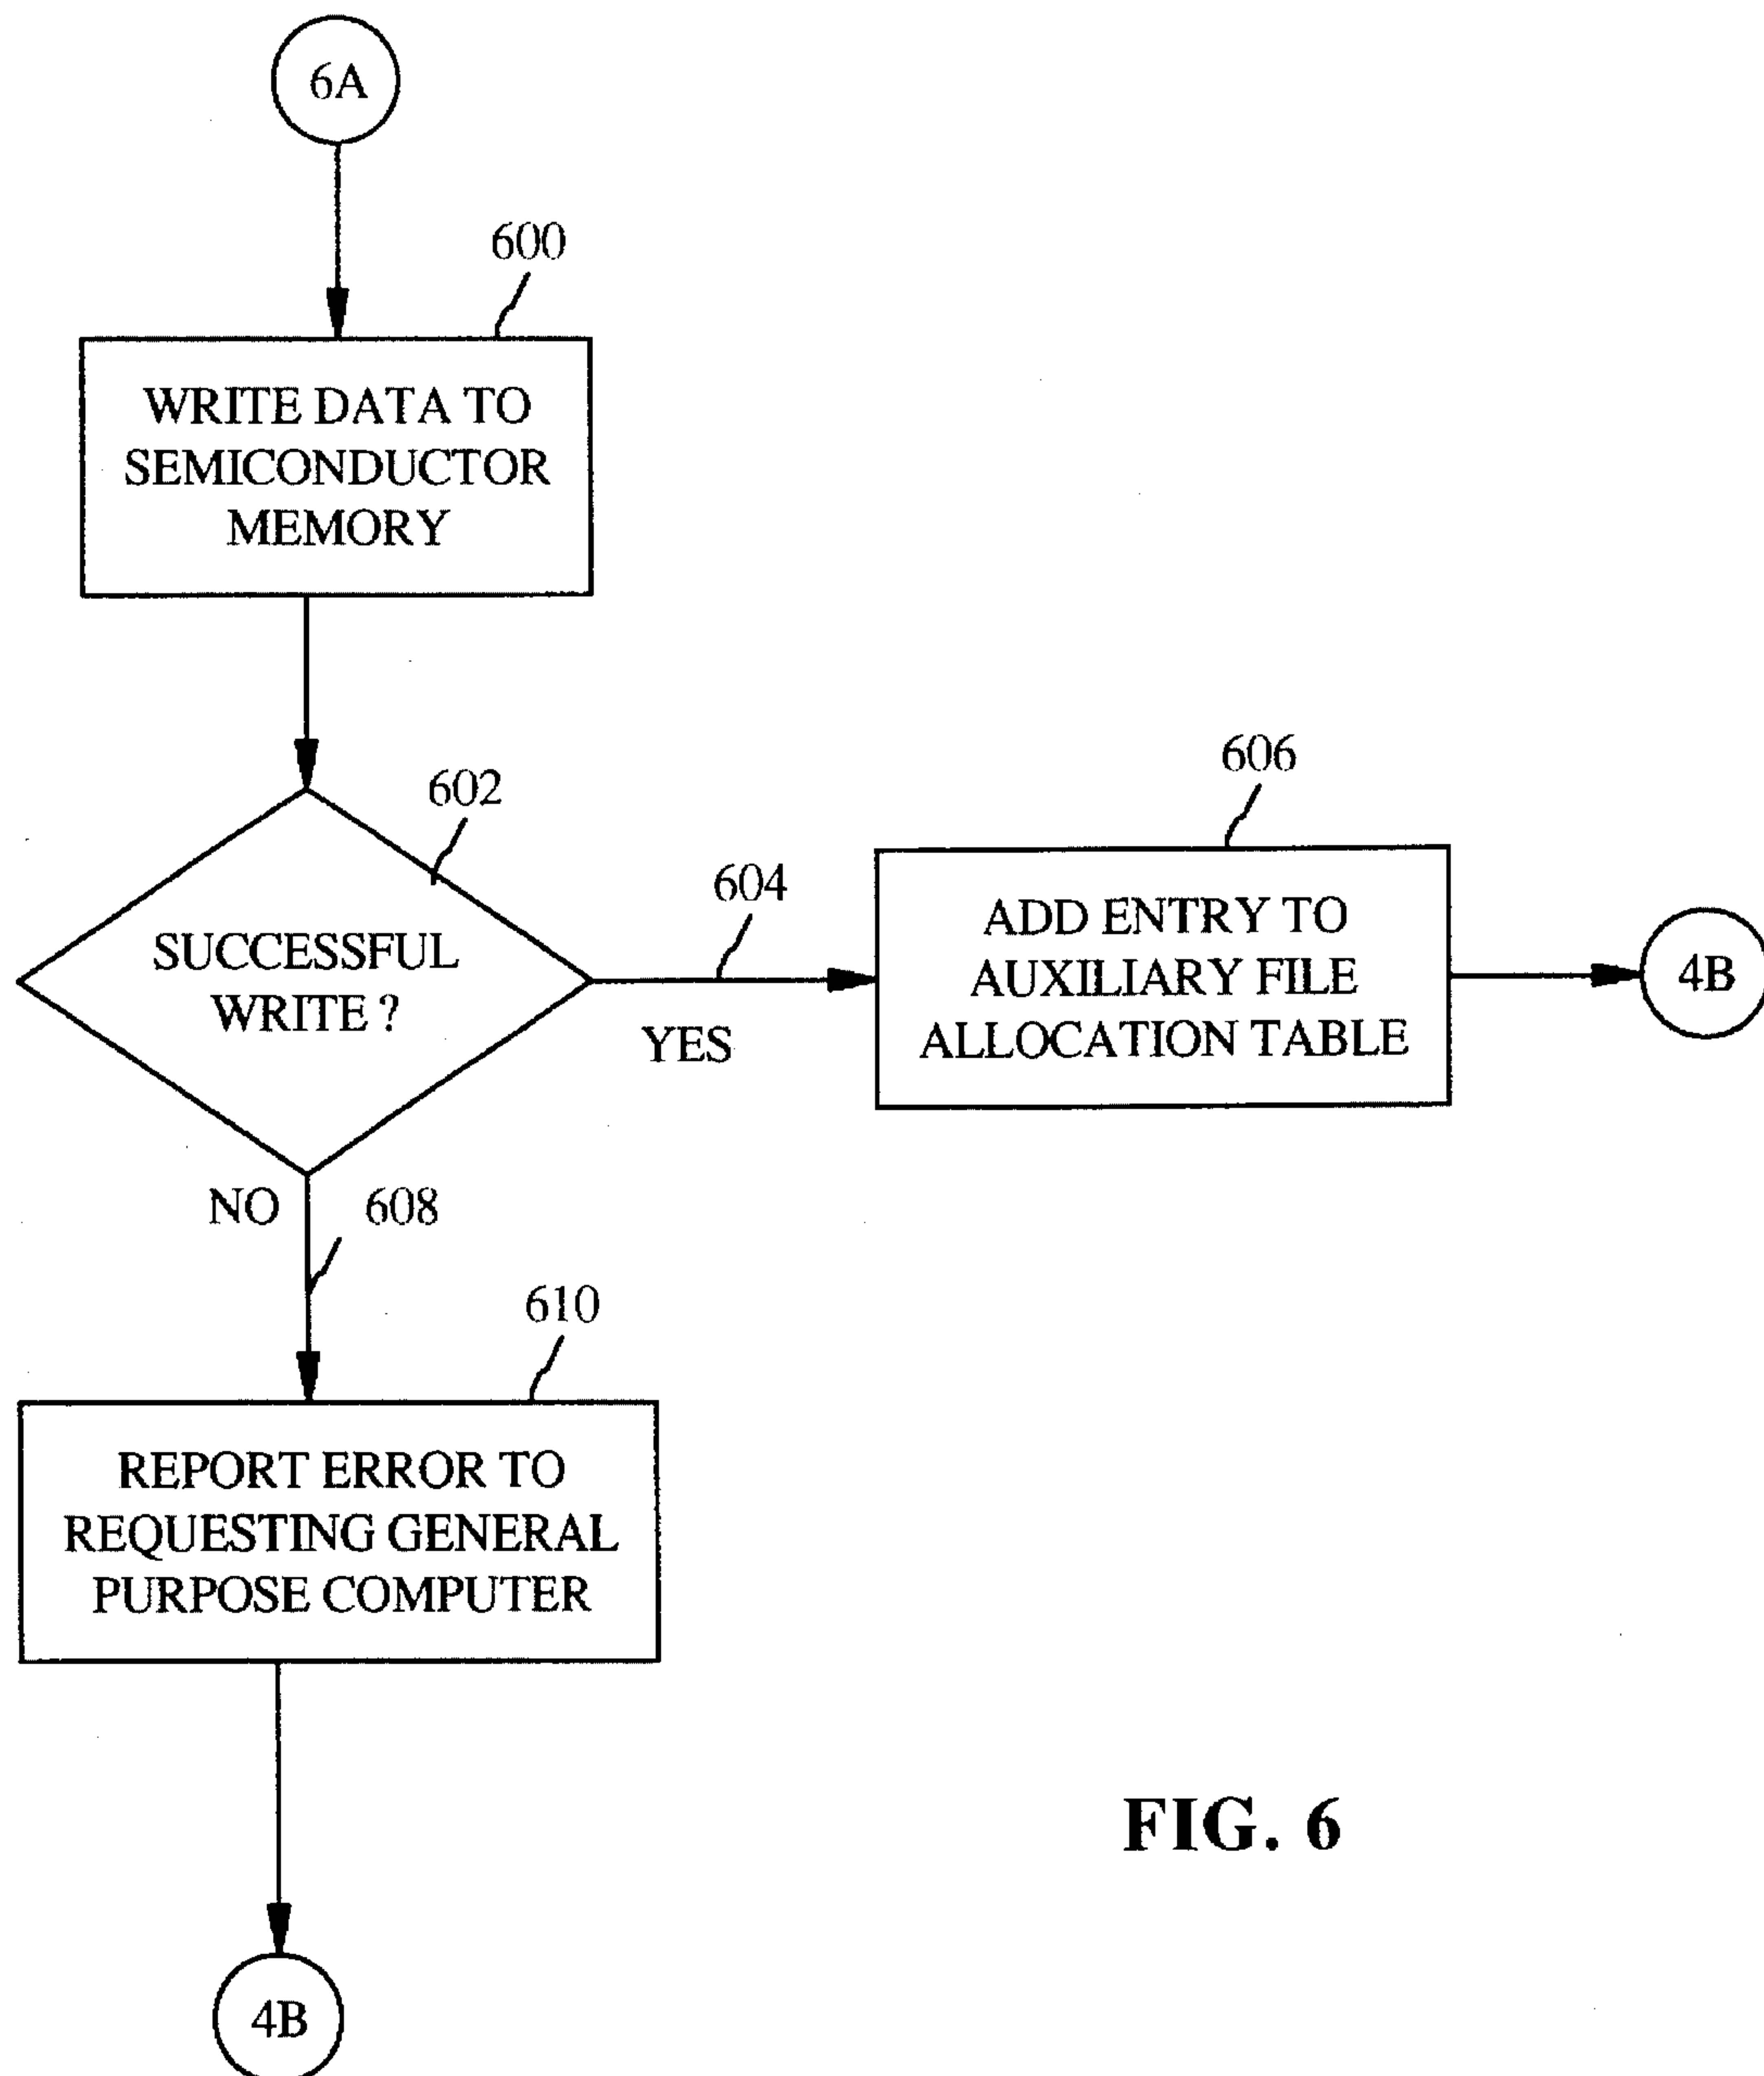 6A
600
WRITE DATA TO
SEMICONDUCTOR
MEMORY
602
SUCCESSFUL
WRITE ?
604
YES
606
ADD ENTRY TO
AUXILIARY FILE
ALLOCATION TABLE
4B
NO
608
610
REPORT ERROR TO
REQUESTING GENERAL
PURPOSE COMPUTER
4B
FIG. 6